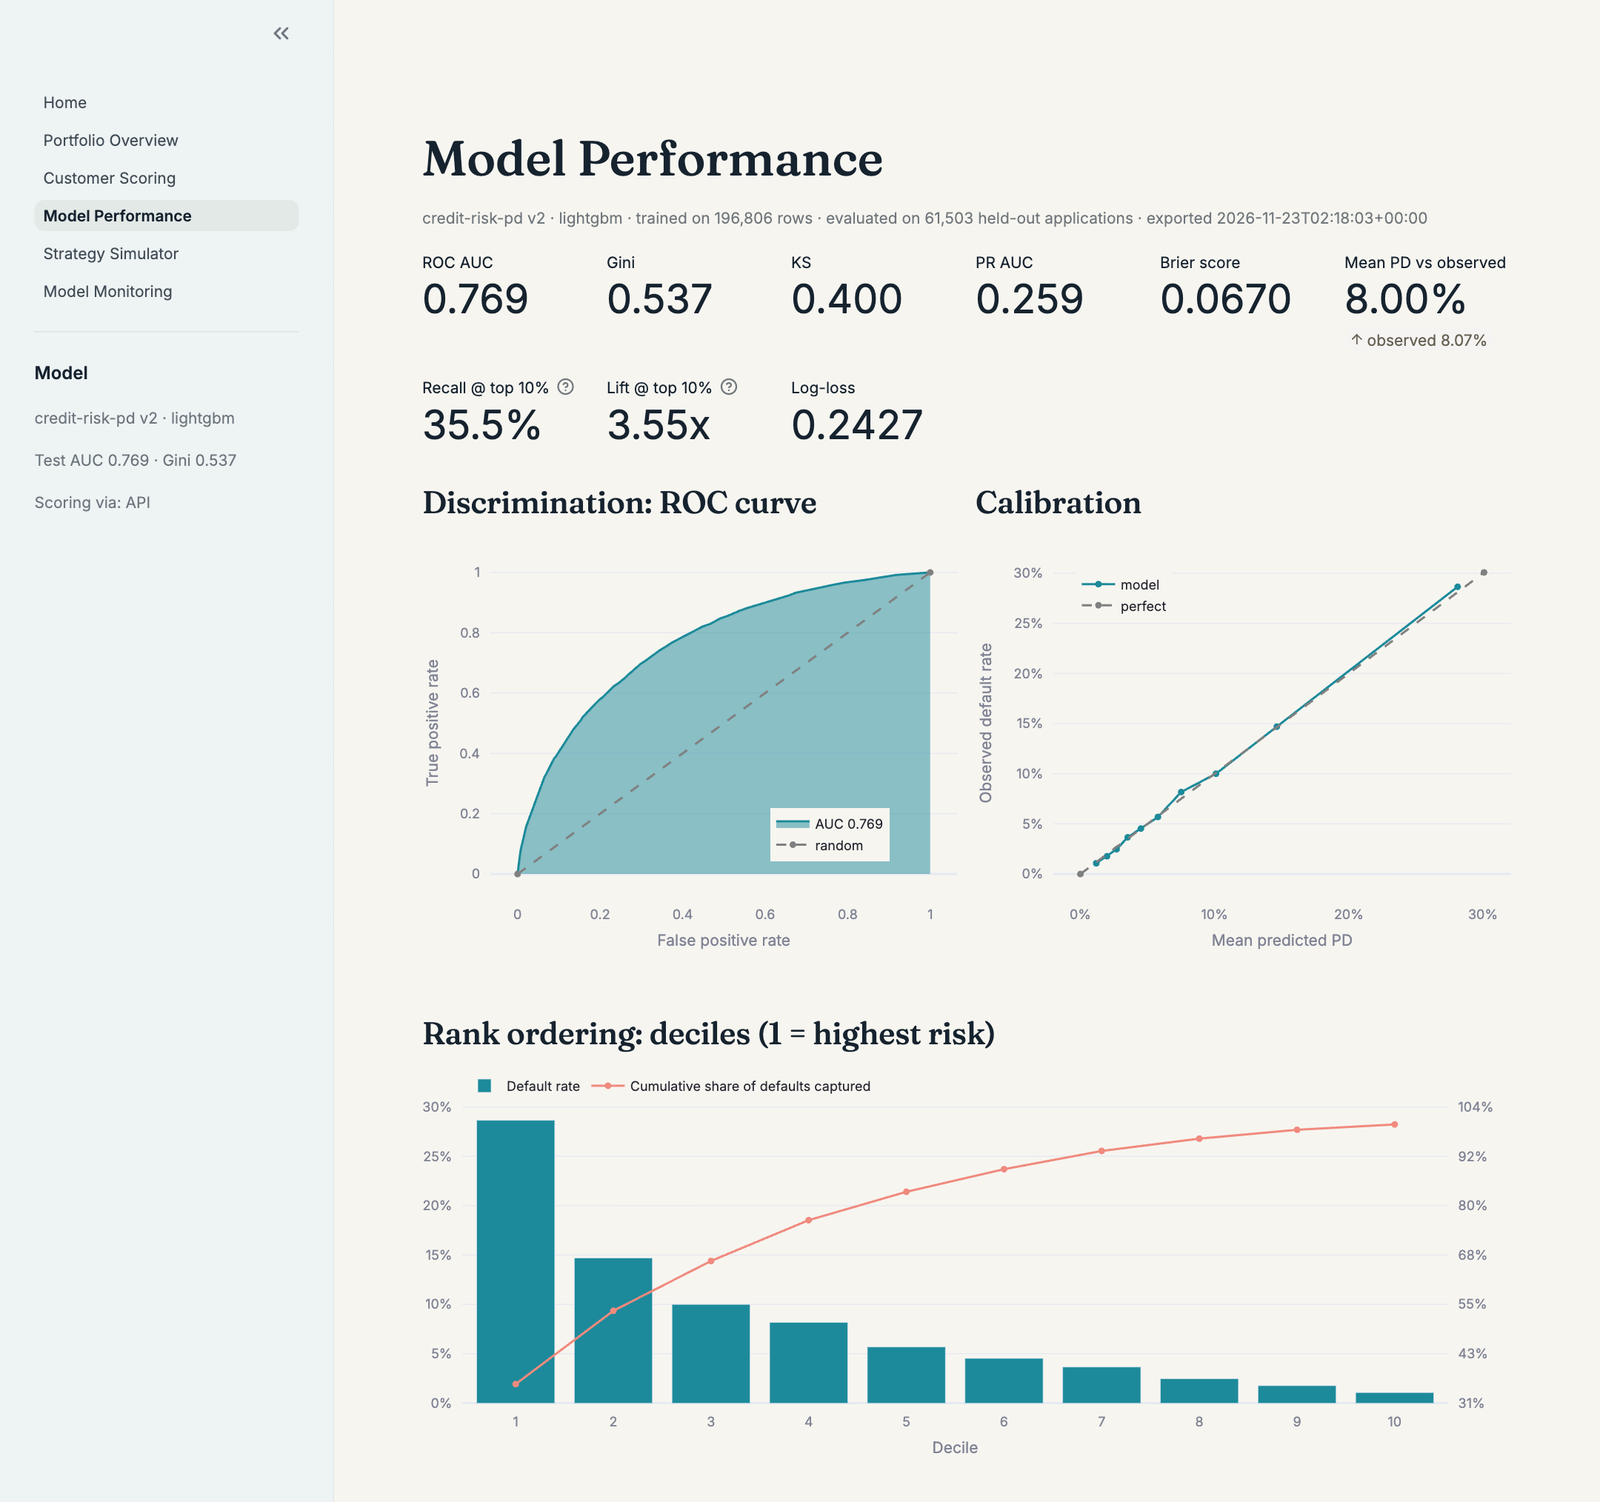 Home
Portfolio Overview
Customer Scoring
Model Performance
Strategy Simulator
Model Monitoring
Model
credit-risk-pd v2 · lightgbm
Test AUC 0.769 · Gini 0.537
Scoring via: API
Model Performance
credit-risk-pd v2 · lightgbm · trained on 196,806 rows · evaluated on 61,503 held-out applications · exported 2026-11-23T02:18:03+00:00
ROC AUC Gini KS PR AUC Brier score Mean PD vs observed
0.769 0.537 0.400 0.259 0.0670 8.00%
↑ observed 8.07%
Recall @ top 10% Lift @ top 10% Log-loss
35.5% 3.55x 0.2427
Discrimination: ROC curve
1
0.8
0.6
0.4
0.2
0
True positive rate
AUC 0.769
random
0 0.2 0.4 0.6 0.8 1
False positive rate
Calibration
30%
25%
20%
15%
10%
5%
0%
Observed default rate
model
perfect
0% 10% 20% 30%
Mean predicted PD
Rank ordering: deciles (1 = highest risk)
Default rate Cumulative share of defaults captured
30% 104%
25% 92%
20% 80%
15% 68%
10% 55%
5% 43%
0% 31%
1 2 3 4 5 6 7 8 9 10
Decile